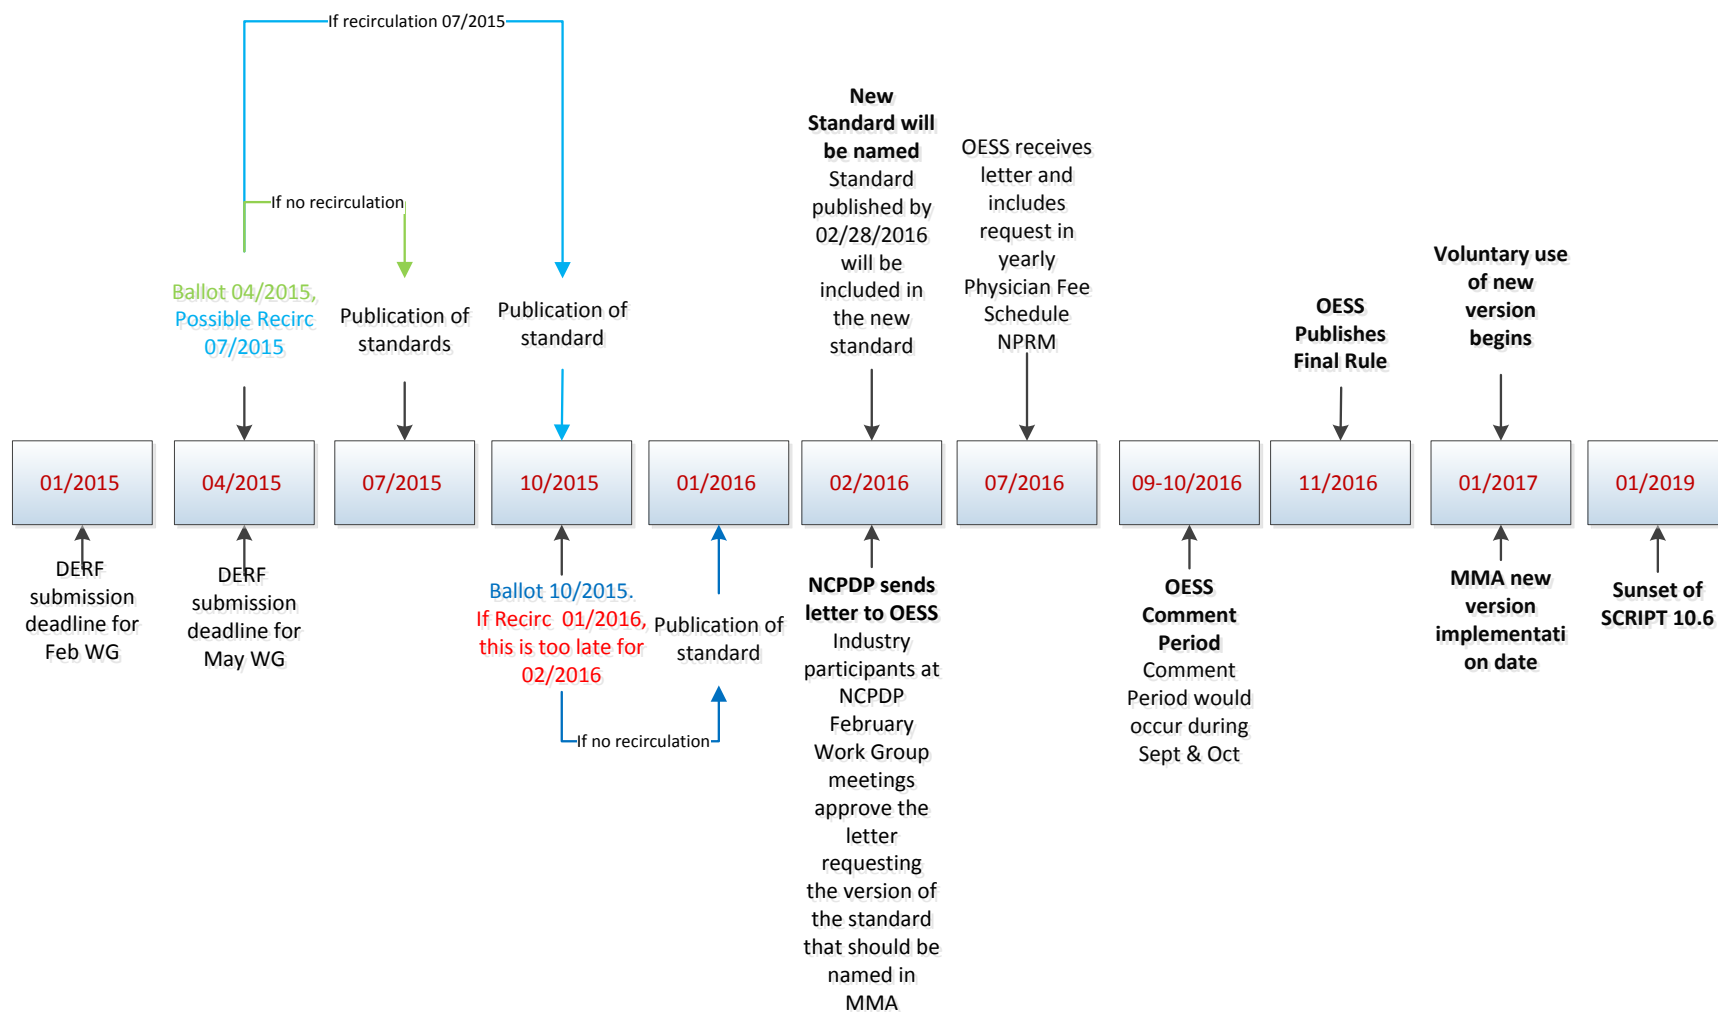 If recirculation 07/2015
If no recirculation
Ballot 04/2015,
Possible Recirc
07/2015
Publication of
standards
Publication of
standard
New
Standard will
be named
Standard
published by
02/28/2016
will be
included in
the new
standard
OESS receives
letter and
includes
request in
yearly
Physician Fee
Schedule
NPRM
OESS
Publishes
Final Rule
Voluntary use
of new
version
begins
01/2015
04/2015
07/2015
10/2015
01/2016
02/2016
07/2016
09-10/2016
11/2016
01/2017
01/2019
DERF
submission
deadline for
Feb WG
DERF
submission
deadline for
May WG
Ballot 10/2015.
If Recirc 01/2016,
this is too late for
02/2016
If no recirculation
Publication of
standard
NCPDP sends
letter to OESS
Industry
participants at
NCPDP
February
Work Group
meetings
approve the
letter
requesting
the version of
the standard
that should be
named in
MMA
OESS
Comment
Period
Comment
Period would
occur during
Sept & Oct
MMA new
version
implementati
on date
Sunset of
SCRIPT 10.6